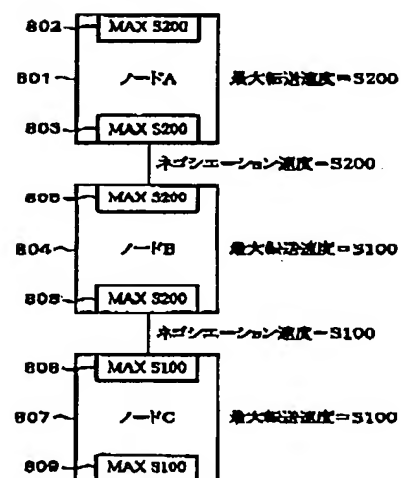 802 MAX S200
801 ノードA 最大転送速度=S200
803 MAX S200
ネゴシエーション速度=S200
805 MAX S200
804 ノードB 最大転送速度=S100
805 MAX S200
ネゴシエーション速度=S100
808 MAX S100
807 ノードC 最大転送速度=S100
809 MAX S100